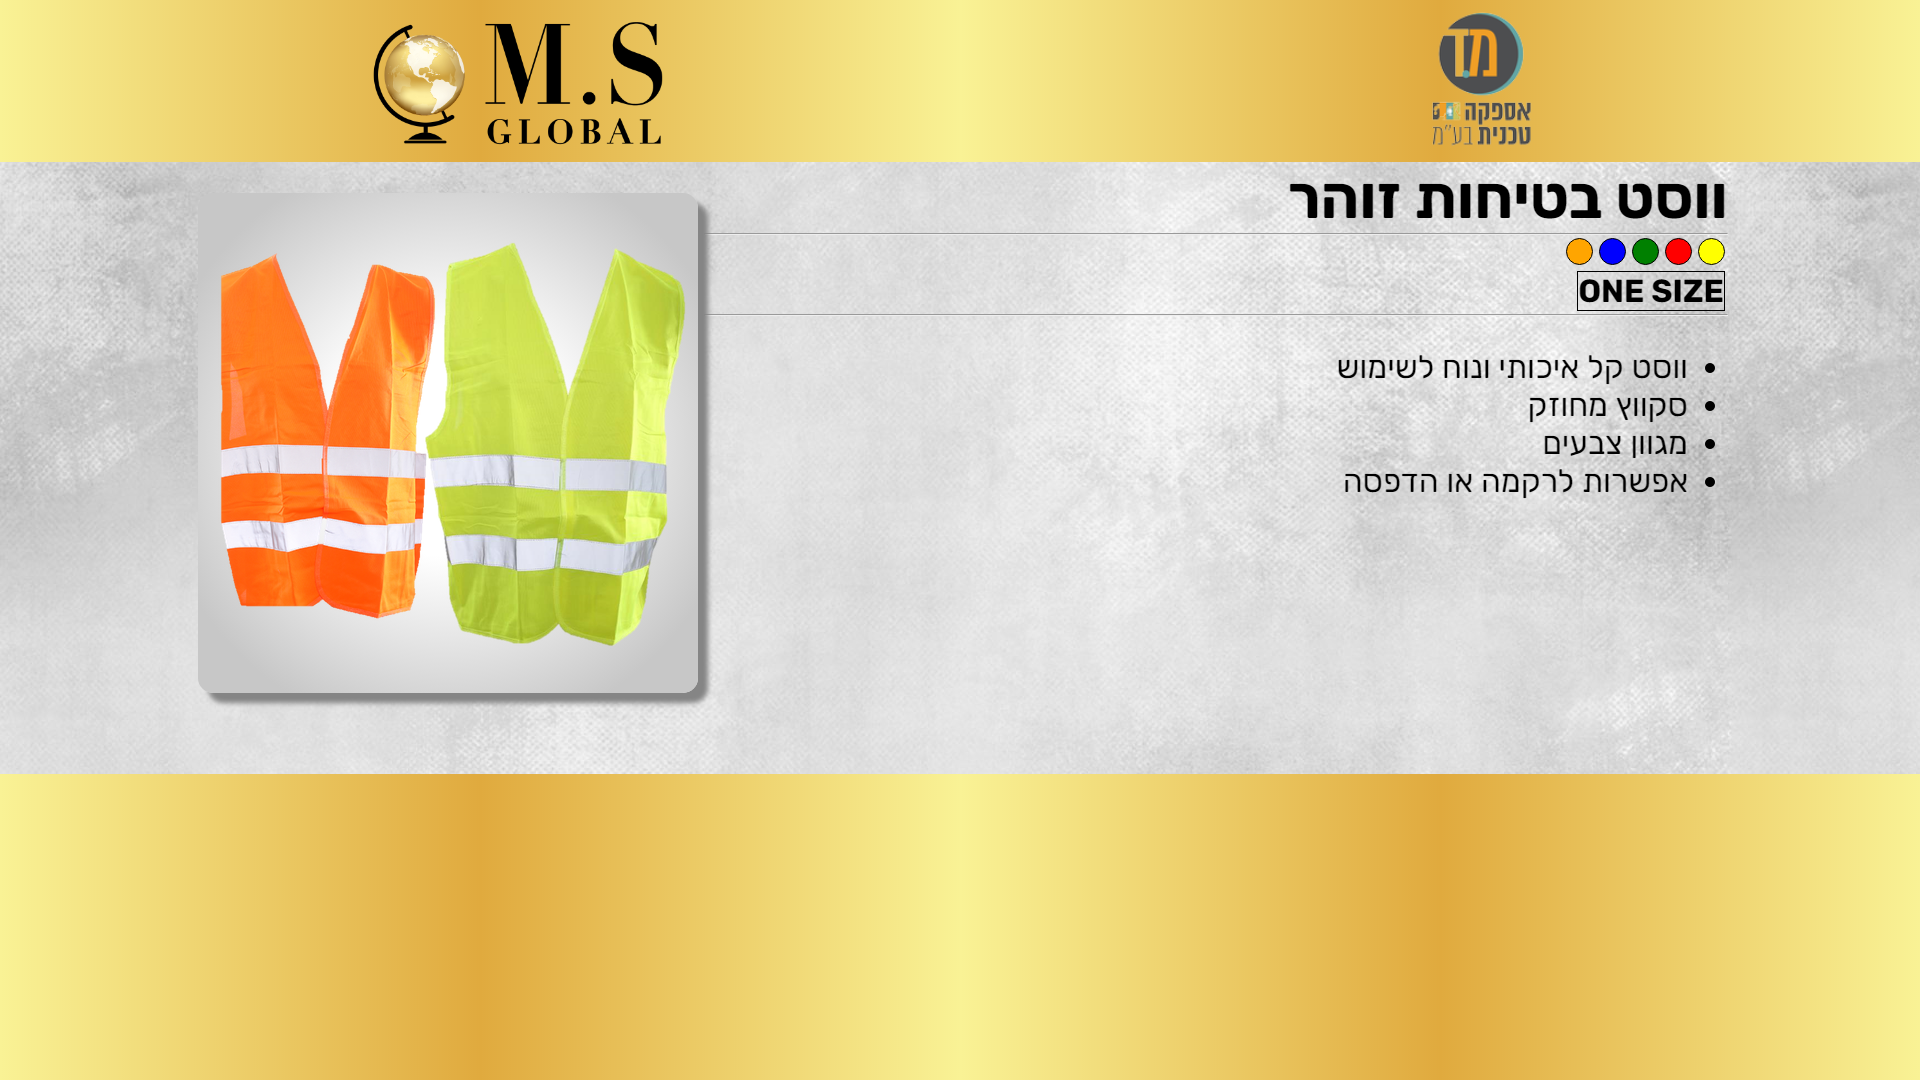 M.S
GLOBAL
מ.ד
אספקה
טכנית בע"מ
ווסט בטיחות זוהר
ONE SIZE
ווסט קל איכותי ונוח לשימוש
סקווץ מחוזק
מגוון צבעים
אפשרות לרקמה או הדפסה